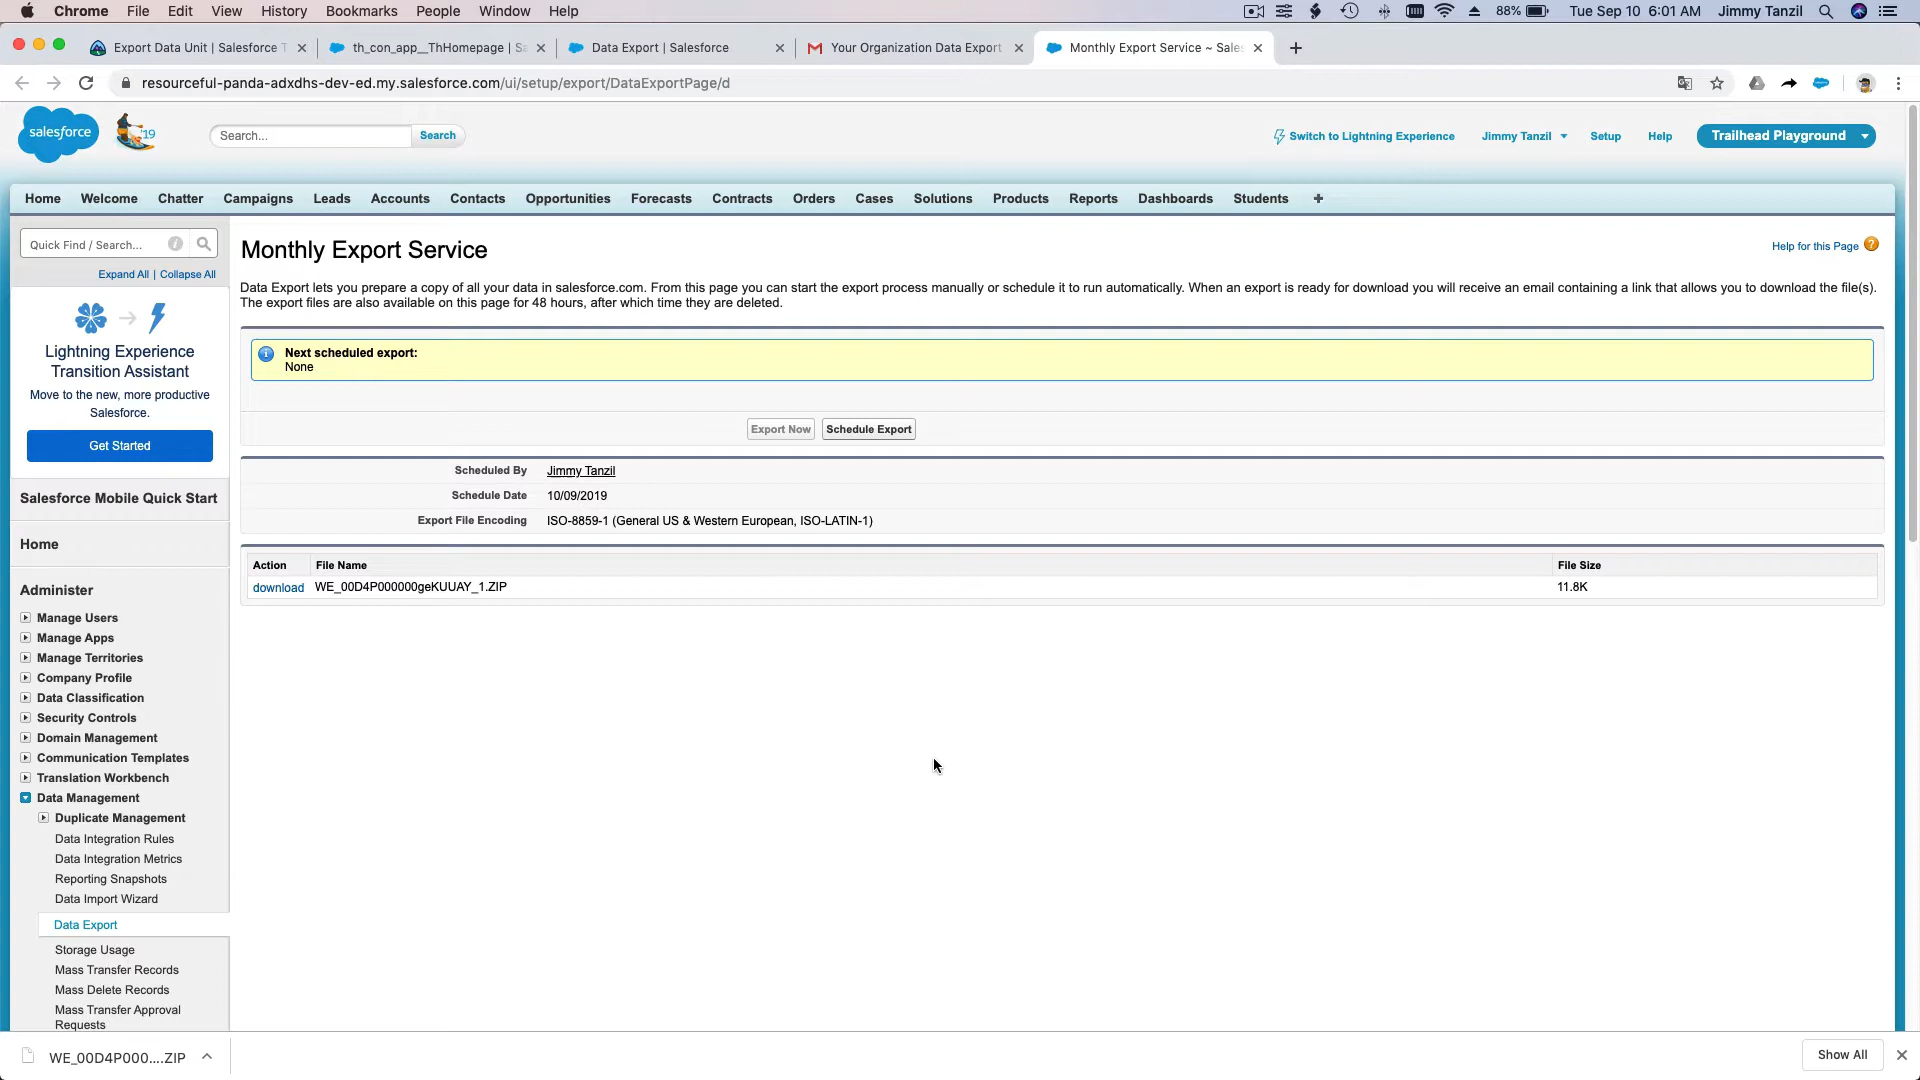 Chrome File Edit View History Bookmarks People Window Help
88% Tue Sep 10 6:01 AM Jimmy Tanzil
Export Data Unit | Salesforce T
th_con_app__ThHomepage | Sa
Data Export | Salesforce
Your Organization Data Export
Monthly Export Service ~ Sales
resourceful-panda-adxdhs-dev-ed.my.salesforce.com/ui/setup/export/DataExportPage/d
salesforce
'19
Search...
Search
Switch to Lightning Experience
Jimmy Tanzil
Setup
Help
Trailhead Playground
Home Welcome Chatter Campaigns Leads Accounts Contacts Opportunities Forecasts Contracts Orders Cases Solutions Products Reports Dashboards Students +
Quick Find / Search...
Expand All | Collapse All
Lightning Experience
Transition Assistant
Move to the new, more productive
Salesforce.
Get Started
Salesforce Mobile Quick Start
Home
Administer
Manage Users
Manage Apps
Manage Territories
Company Profile
Data Classification
Security Controls
Domain Management
Communication Templates
Translation Workbench
Data Management
Duplicate Management
Data Integration Rules
Data Integration Metrics
Reporting Snapshots
Data Import Wizard
Data Export
Storage Usage
Mass Transfer Records
Mass Delete Records
Mass Transfer Approval
Requests
Monthly Export Service
Help for this Page ?
Data Export lets you prepare a copy of all your data in salesforce.com. From this page you can start the export process manually or schedule it to run automatically. When an export is ready for download you will receive an email containing a link that allows you to download the file(s).
The export files are also available on this page for 48 hours, after which time they are deleted.
Next scheduled export:
None
Export Now
Schedule Export
Scheduled By Jimmy Tanzil
Schedule Date 10/09/2019
Export File Encoding ISO-8859-1 (General US & Western European, ISO-LATIN-1)
Action File Name File Size
download WE_00D4P000000geKUUAY_1.ZIP 11.8K
WE_00D4P000....ZIP
Show All